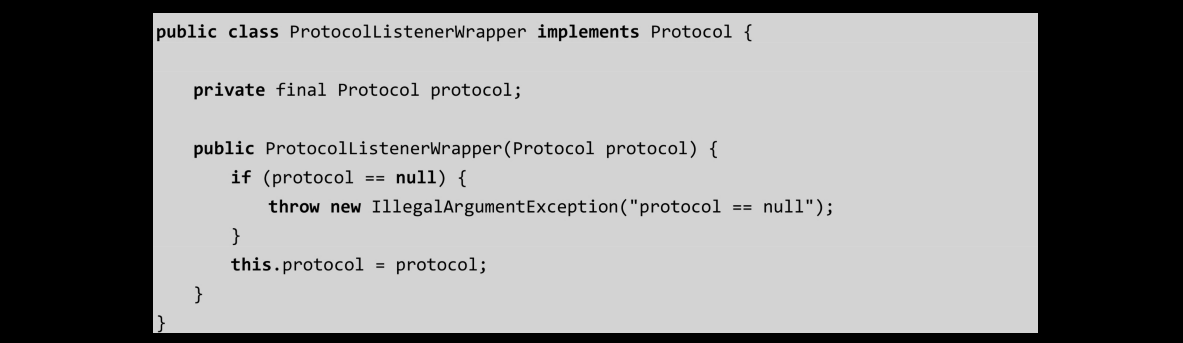 public class ProtocolListenerWrapper implements Protocol {
private final Protocol protocol;
public ProtocolListenerWrapper(Protocol protocol) {
if (protocol == null) {
throw new IllegalArgumentException("protocol == null");
}
this.protocol = protocol;
}
}